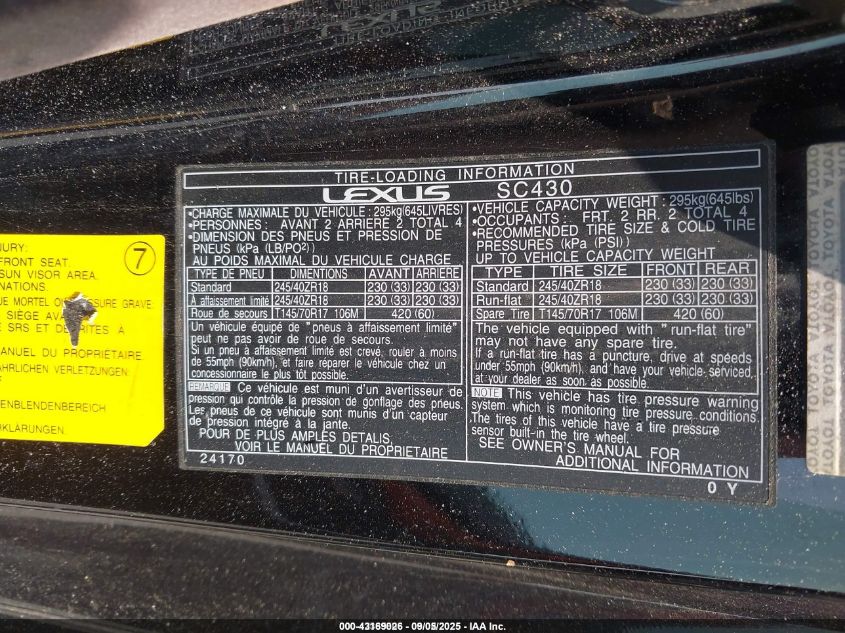 TIRE-LOADING INFORMATION
LEXUS SC430
•CHARGE MAXIMALE DU VÉHICULE : 295kg(645LIVRES)
•PERSONNES: AVANT 2 ARRIERE 2 TOTAL 4
•DIMENSION DES PNEUS ET PRESSION DE
PNEUS (kPa (LB/PO²))
AU POIDS MAXIMAL DU VEHICULE CHARGE
TYPE DE PNEU DIMENTIONS AVANT ARRIERE
Standard 245/40ZR18 230 (33) 230 (33)
À affaissement limité 245/40ZR18 230 (33) 230 (33)
Roue de secours T145/70R17 106M 420 (60)
Un véhicule équipé de "pneus à affaissement limité"
peut ne pas avoir de roue de secours.
Si un pneu à affaissement limité est crevé, rouler à moins
de 55mph (90km/h), et faire réparer le véhicule chez un
concessionnaire le plus tôt possible.
REMARQUE Ce véhicule est muni d'un avertisseur de
pression qui contrôle la pression de gonflage des pneus.
Les pneus de ce véhicule sont munis d'un capteur
de pression intégré à la jante.
POUR DE PLUS AMPLES DETAILS,
VOIR LE MANUEL DU PROPRIETAIRE
24170
•VEHICLE CAPACITY WEIGHT : 295kg(645lbs)
•OCCUPANTS : FRT. 2 RR. 2 TOTAL 4
•RECOMMENDED TIRE SIZE & COLD TIRE
PRESSURES (kPa (PSI))
UP TO VEHICLE CAPACITY WEIGHT
TYPE TIRE SIZE FRONT REAR
Standard 245/40ZR18 230 (33) 230 (33)
Run-flat 245/40ZR18 230 (33) 230 (33)
Spare Tire T145/70R17 106M 420 (60)
The vehicle equipped with "run-flat tire"
may not have any spare tire.
If a run-flat tire has a puncture, drive at speeds
under 55mph (90km/h), and have your vehicle serviced,
at your dealer as soon as possible.
NOTE This vehicle has tire pressure warning
system which is monitoring tire pressure conditions.
The tires of this vehicle have a tire pressure
sensor built-in the tire wheel.
SEE OWNER'S MANUAL FOR
ADDITIONAL INFORMATION
0 Y
JURY:
FRONT SEAT.
SUN VISOR AREA.
7
UE MORTEL OU GRAVE:
SIEGE
SRS ET À
MANUEL DU PROPRIÉTAIRE
VERLETZUNGEN:
ENBLENDENBEREICH
TOYOTA TOYOTA TOYOTA TOYOTA
000-43169026 - 09/05/2025 - IAA Inc.